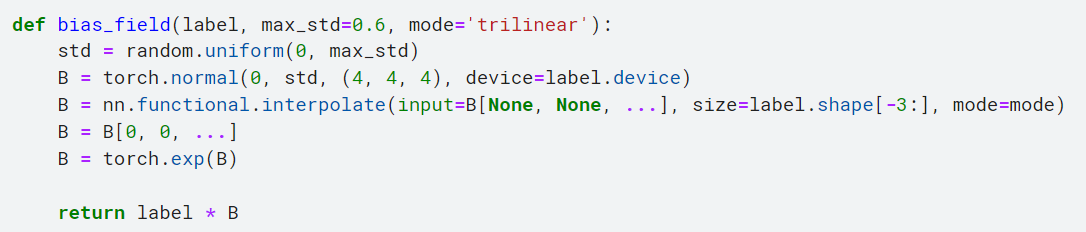 def bias_field(label, max_std=0.6, mode='trilinear'):
    std = random.uniform(0, max_std)
    B = torch.normal(0, std, (4, 4, 4), device=label.device)
    B = nn.functional.interpolate(input=B[None, None, ...], size=label.shape[-3:], mode=mode)
    B = B[0, 0, ...]
    B = torch.exp(B)
    return label * B